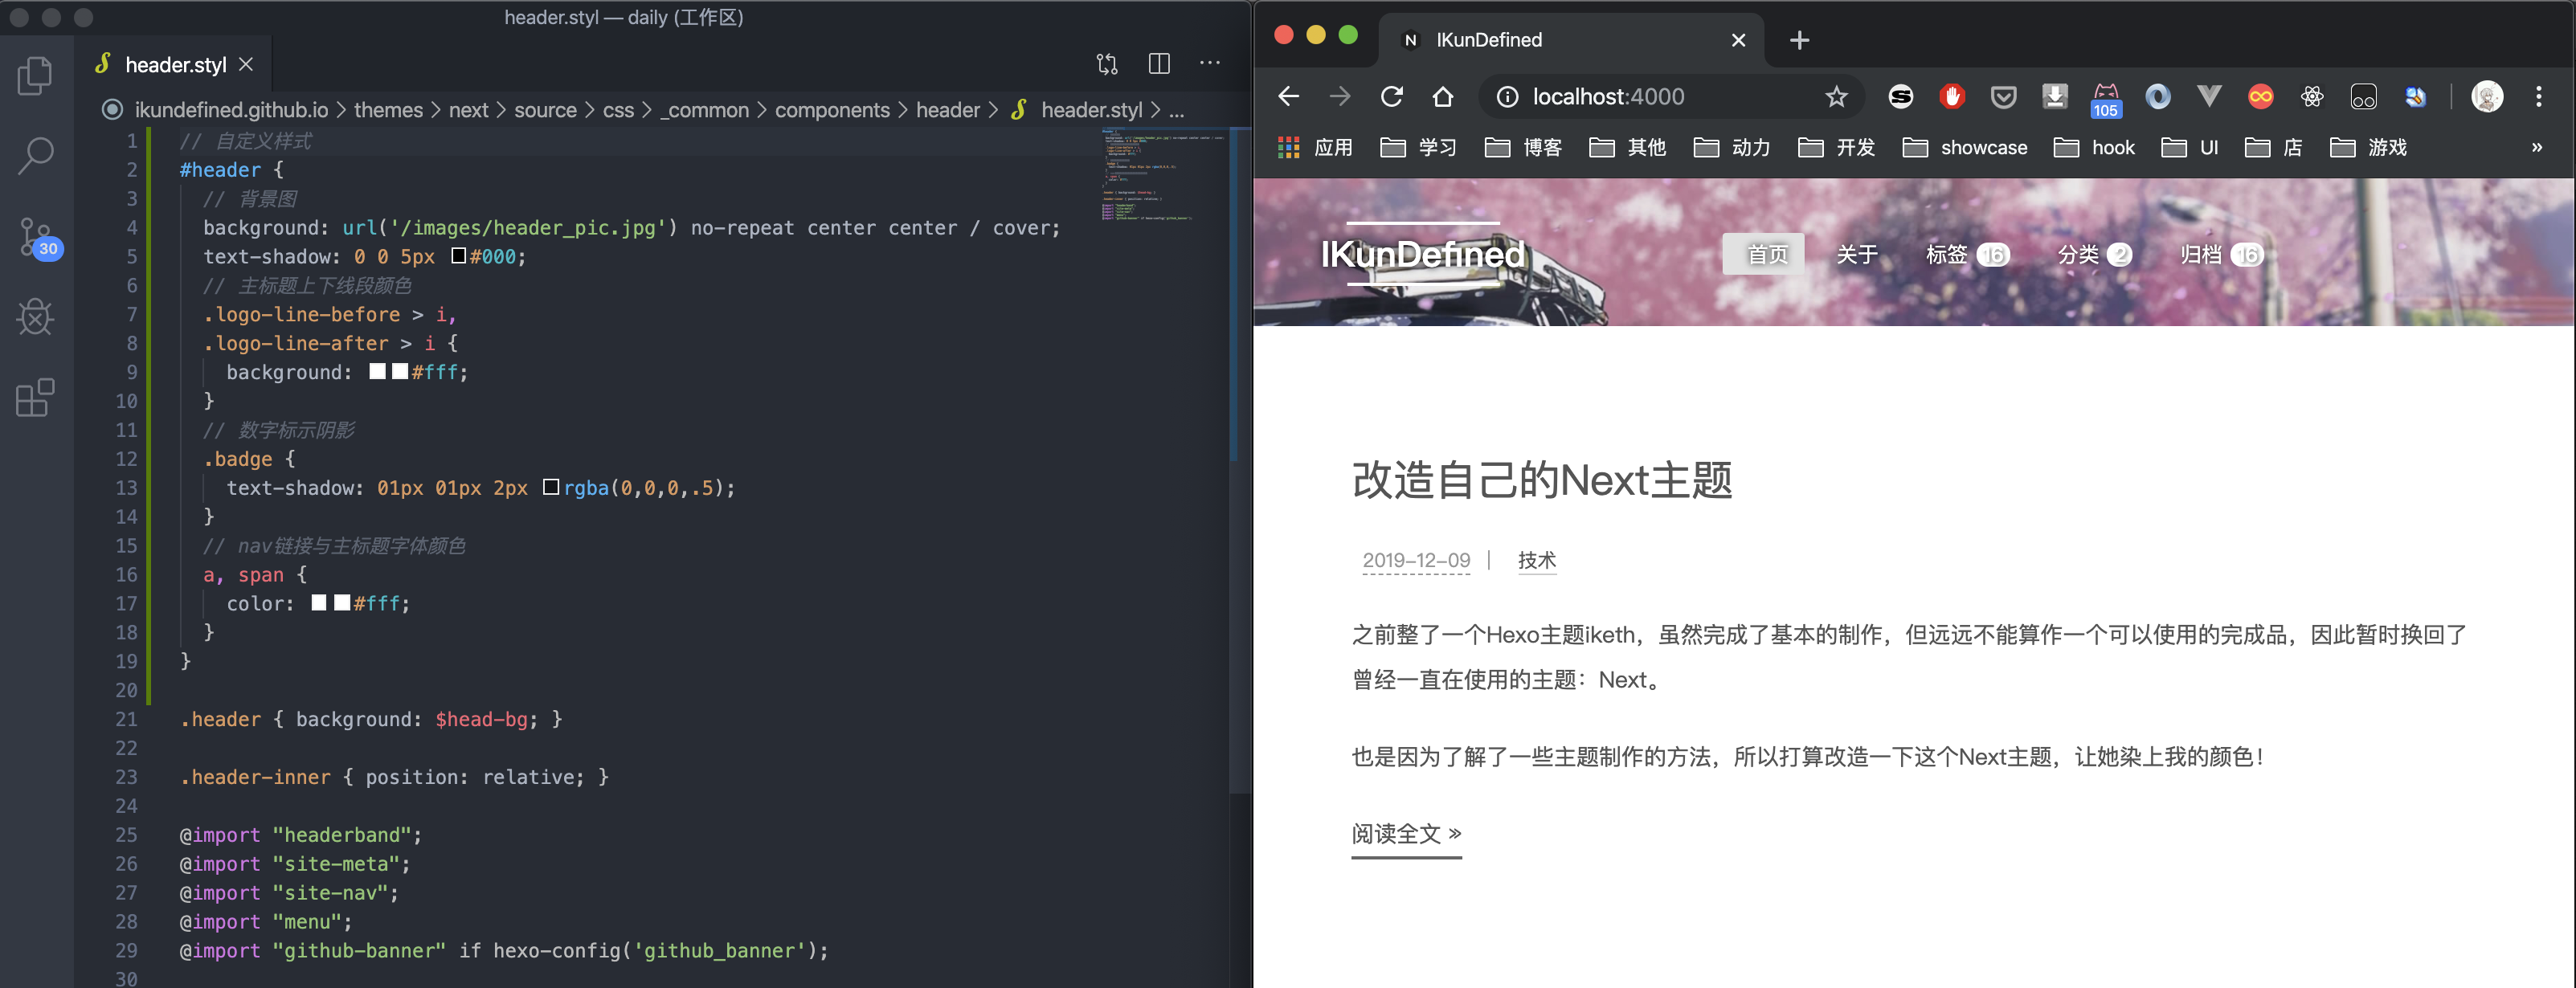 header.styl — daily (工作区)
header.styl
ikundefined.github.io > themes > next > source > css > _common > components > header > header.styl > ...
30
1 // 自定义样式
2 #header {
3 // 背景图
4 background: url('/images/header_pic.jpg') no-repeat center center / cover;
5 text-shadow: 0 0 5px #000;
6 // 主标题上下线段颜色
7 .logo-line-before > i,
8 .logo-line-after > i {
9 background: #fff;
10 }
11 // 数字标示阴影
12 .badge {
13 text-shadow: 01px 01px 2px rgba(0,0,0,.5);
14 }
15 // nav链接与主标题字体颜色
16 a, span {
17 color: #fff;
18 }
19 }
20
21 .header { background: $head-bg; }
22
23 .header-inner { position: relative; }
24
25 @import "headerband";
26 @import "site-meta";
27 @import "site-nav";
28 @import "menu";
29 @import "github-banner" if hexo-config('github_banner');
30
IKunDefined
localhost:4000
105
应用 学习 博客 其他 动力 开发 showcase hook UI 店 游戏 »
IKunDefined
首页 关于 标签 16 分类 2 归档 16
改造自己的Next主题
2019-12-09 | 技术
之前整了一个Hexo主题iketh，虽然完成了基本的制作，但远远不能算作一个可以使用的完成品，因此暂时换回了
曾经一直在使用的主题：Next。
也是因为了解了一些主题制作的方法，所以打算改造一下这个Next主题，让她染上我的颜色！
阅读全文 »